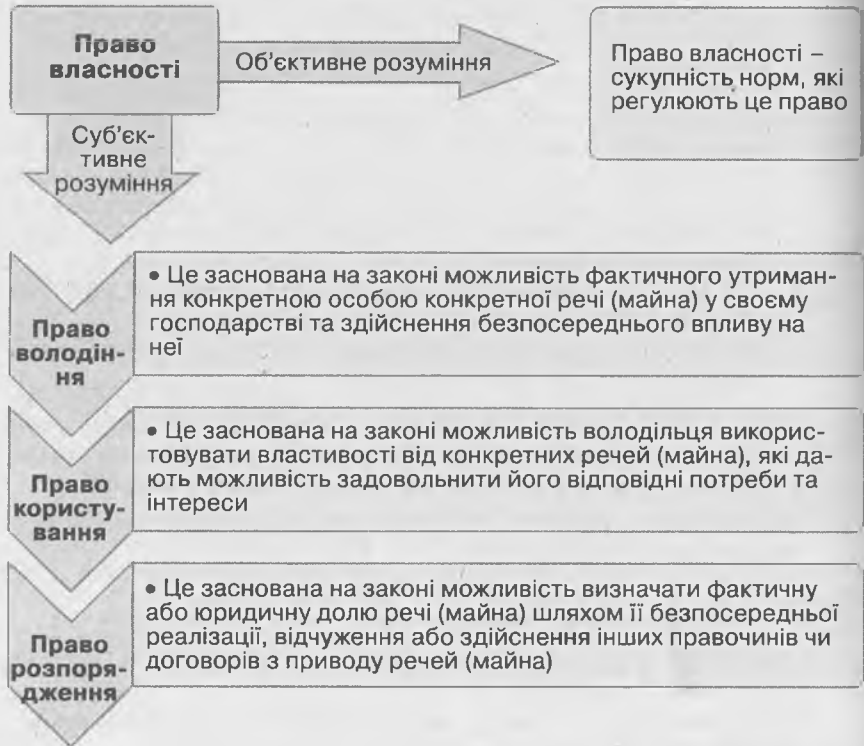 Право
власності
Об'єктивне розуміння
Право власності –
сукупність норм, які
регулюють це право
Суб'єк-
тивне
розуміння
Право
володін-
ня
• Це заснована на законі можливість фактичного утриман-
ня конкретною особою конкретної речі (майна) у своєму
господарстві та здійснення безпосереднього впливу на
неї
Право
користу-
вання
• Це заснована на законі можливість володільця викорис-
товувати властивості від конкретних речей (майна), які да-
ють можливість задовольнити його відповідні потреби та
інтереси
Право
розпоря-
дження
• Це заснована на законі можливість визначати фактичну
або юридичну долю речі (майна) шляхом її безпосередньої
реалізації, відчуження або здійснення інших правочинів чи
договорів з приводу речей (майна)